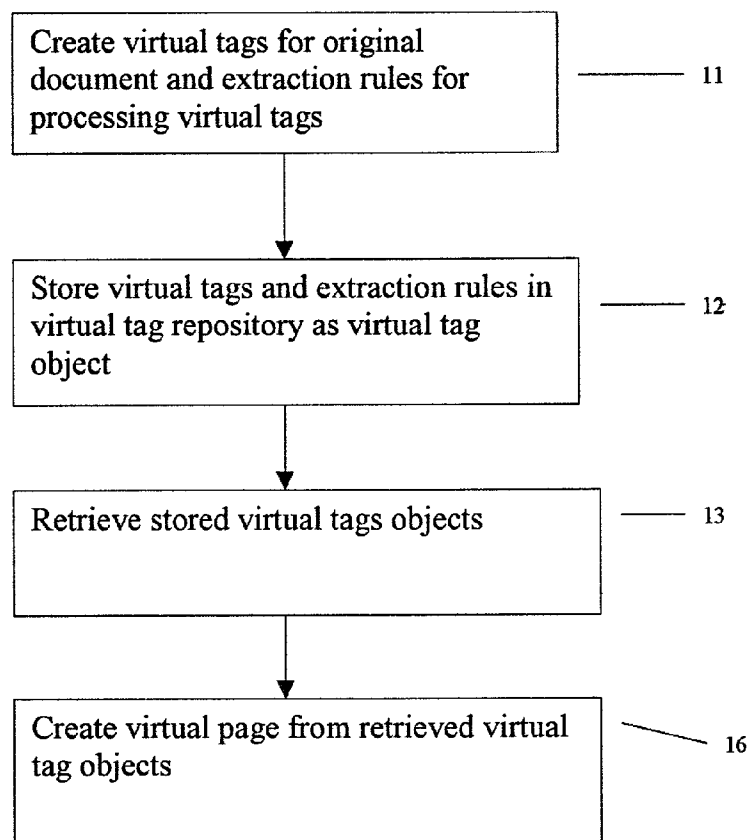 Create virtual tags for original
document and extraction rules for
processing virtual tags
11
Store virtual tags and extraction rules in
virtual tag repository as virtual tag
object
12
Retrieve stored virtual tags objects
13
Create virtual page from retrieved virtual
tag objects
16